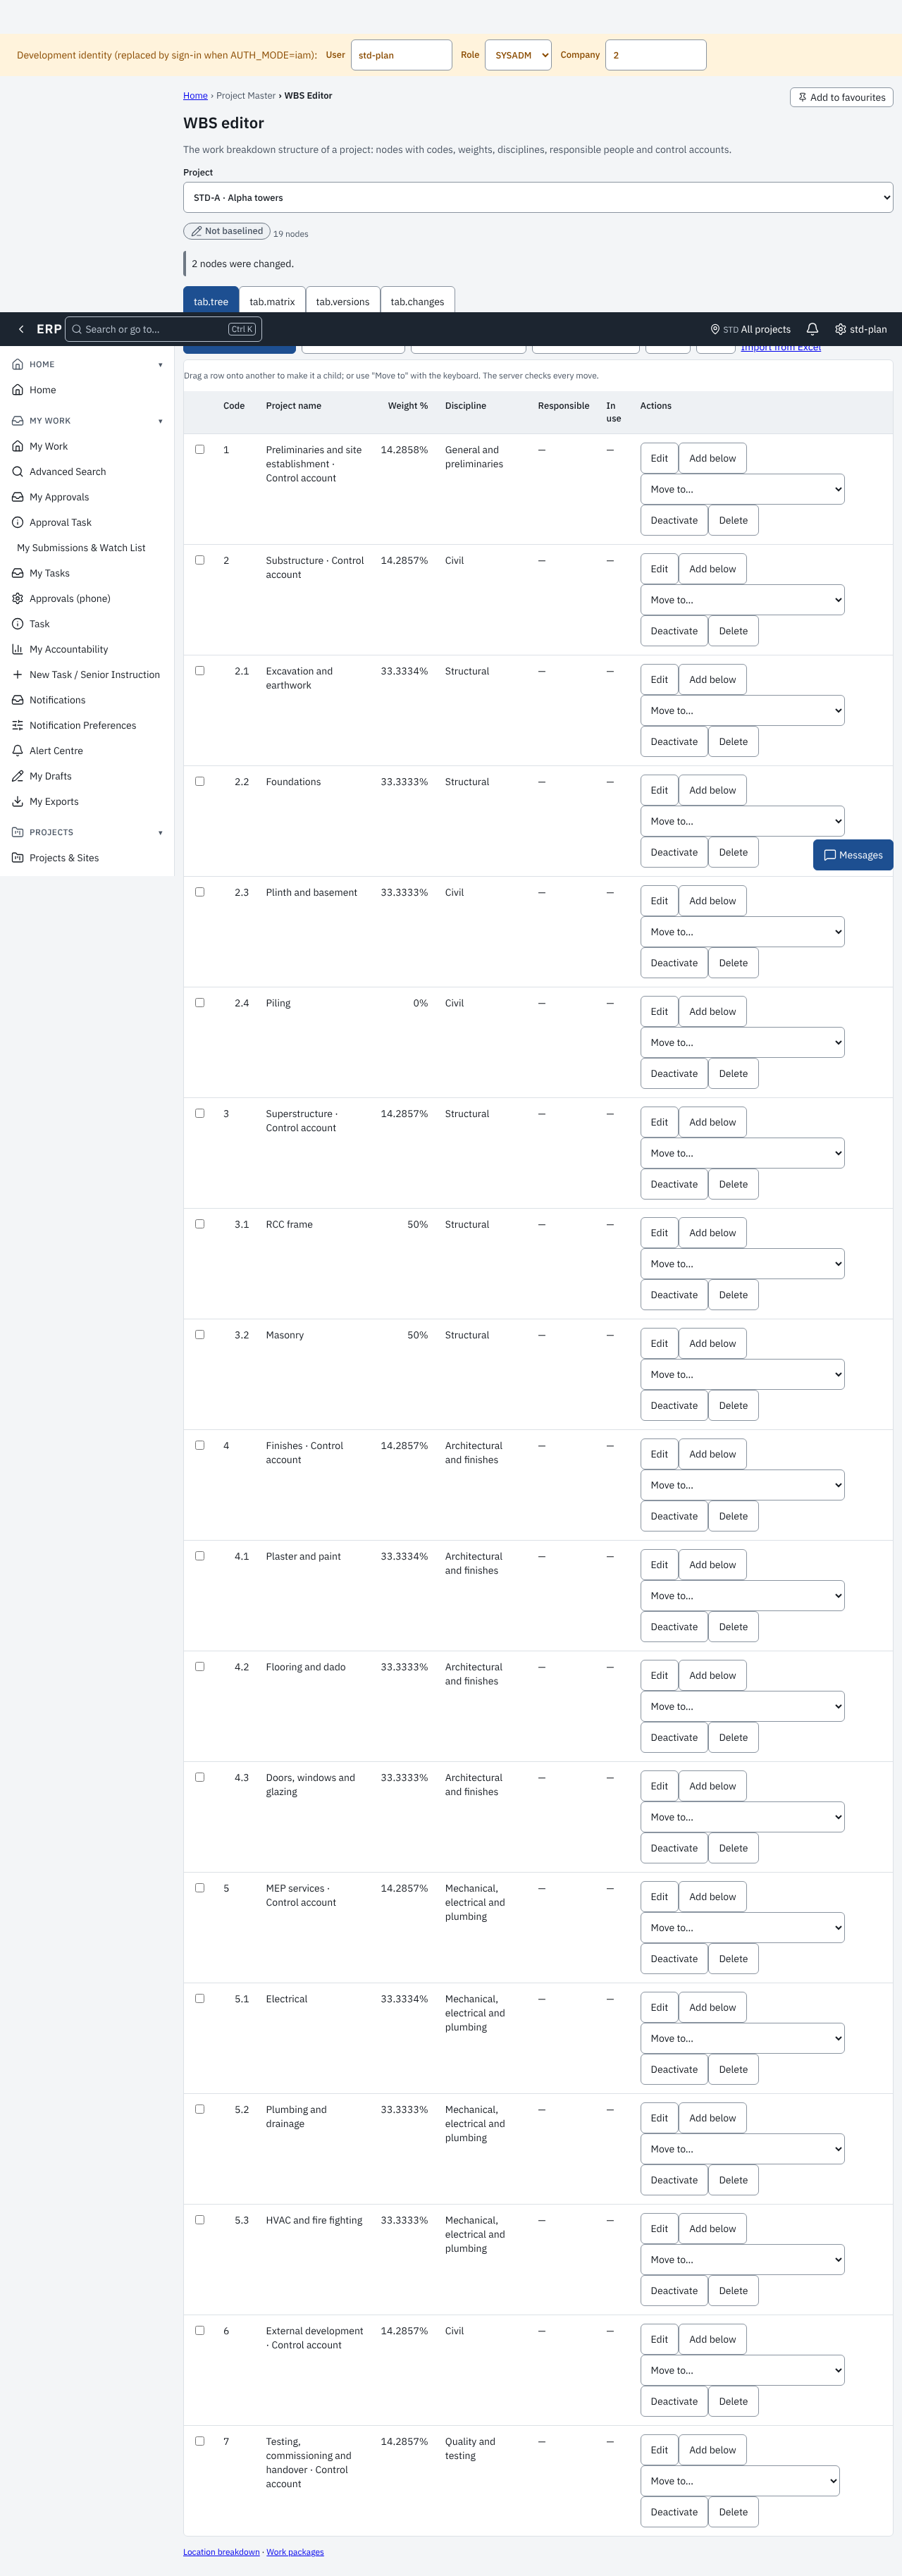 Development identity (replaced by sign-in when AUTH_MODE=iam): User std-plan Role SYSADM Company 2
Home › Project Master › WBS Editor
Add to favourites
WBS editor
The work breakdown structure of a project: nodes with codes, weights, disciplines, responsible people and control accounts.
Project
STD-A · Alpha towers
Not baselined 19 nodes
2 nodes were changed.
tab.tree tab.matrix tab.versions tab.changes
ERP Search or go to... Ctrl K STD All projects std-plan
Import from Excel
HOME
Home
MY WORK
My Work
Advanced Search
My Approvals
Approval Task
My Submissions & Watch List
My Tasks
Approvals (phone)
Task
My Accountability
New Task / Senior Instruction
Notifications
Notification Preferences
Alert Centre
My Drafts
My Exports
PROJECTS
Projects & Sites
Drag a row onto another to make it a child; or use "Move to" with the keyboard. The server checks every move.
Code Project name Weight % Discipline Responsible In
use
Actions
1 Preliminaries and site
establishment ·
Control account
14.2858% General and
preliminaries
— —
Edit Add below
Move to...
Deactivate Delete
2 Substructure · Control
account
14.2857% Civil — —
Edit Add below
Move to...
Deactivate Delete
2.1 Excavation and
earthwork
33.3334% Structural — —
Edit Add below
Move to...
Deactivate Delete
2.2 Foundations 33.3333% Structural — —
Edit Add below
Move to...
Deactivate Delete
Messages
2.3 Plinth and basement 33.3333% Civil — —
Edit Add below
Move to...
Deactivate Delete
2.4 Piling 0% Civil — —
Edit Add below
Move to...
Deactivate Delete
3 Superstructure ·
Control account
14.2857% Structural — —
Edit Add below
Move to...
Deactivate Delete
3.1 RCC frame 50% Structural — —
Edit Add below
Move to...
Deactivate Delete
3.2 Masonry 50% Structural — —
Edit Add below
Move to...
Deactivate Delete
4 Finishes · Control
account
14.2857% Architectural
and finishes
— —
Edit Add below
Move to...
Deactivate Delete
4.1 Plaster and paint 33.3334% Architectural
and finishes
— —
Edit Add below
Move to...
Deactivate Delete
4.2 Flooring and dado 33.3333% Architectural
and finishes
— —
Edit Add below
Move to...
Deactivate Delete
4.3 Doors, windows and
glazing
33.3333% Architectural
and finishes
— —
Edit Add below
Move to...
Deactivate Delete
5 MEP services ·
Control account
14.2857% Mechanical,
electrical and
plumbing
— —
Edit Add below
Move to...
Deactivate Delete
5.1 Electrical 33.3334% Mechanical,
electrical and
plumbing
— —
Edit Add below
Move to...
Deactivate Delete
5.2 Plumbing and
drainage
33.3333% Mechanical,
electrical and
plumbing
— —
Edit Add below
Move to...
Deactivate Delete
5.3 HVAC and fire fighting 33.3333% Mechanical,
electrical and
plumbing
— —
Edit Add below
Move to...
Deactivate Delete
6 External development
· Control account
14.2857% Civil — —
Edit Add below
Move to...
Deactivate Delete
7 Testing,
commissioning and
handover · Control
account
14.2857% Quality and
testing
— —
Edit Add below
Move to...
Deactivate Delete
Location breakdown · Work packages